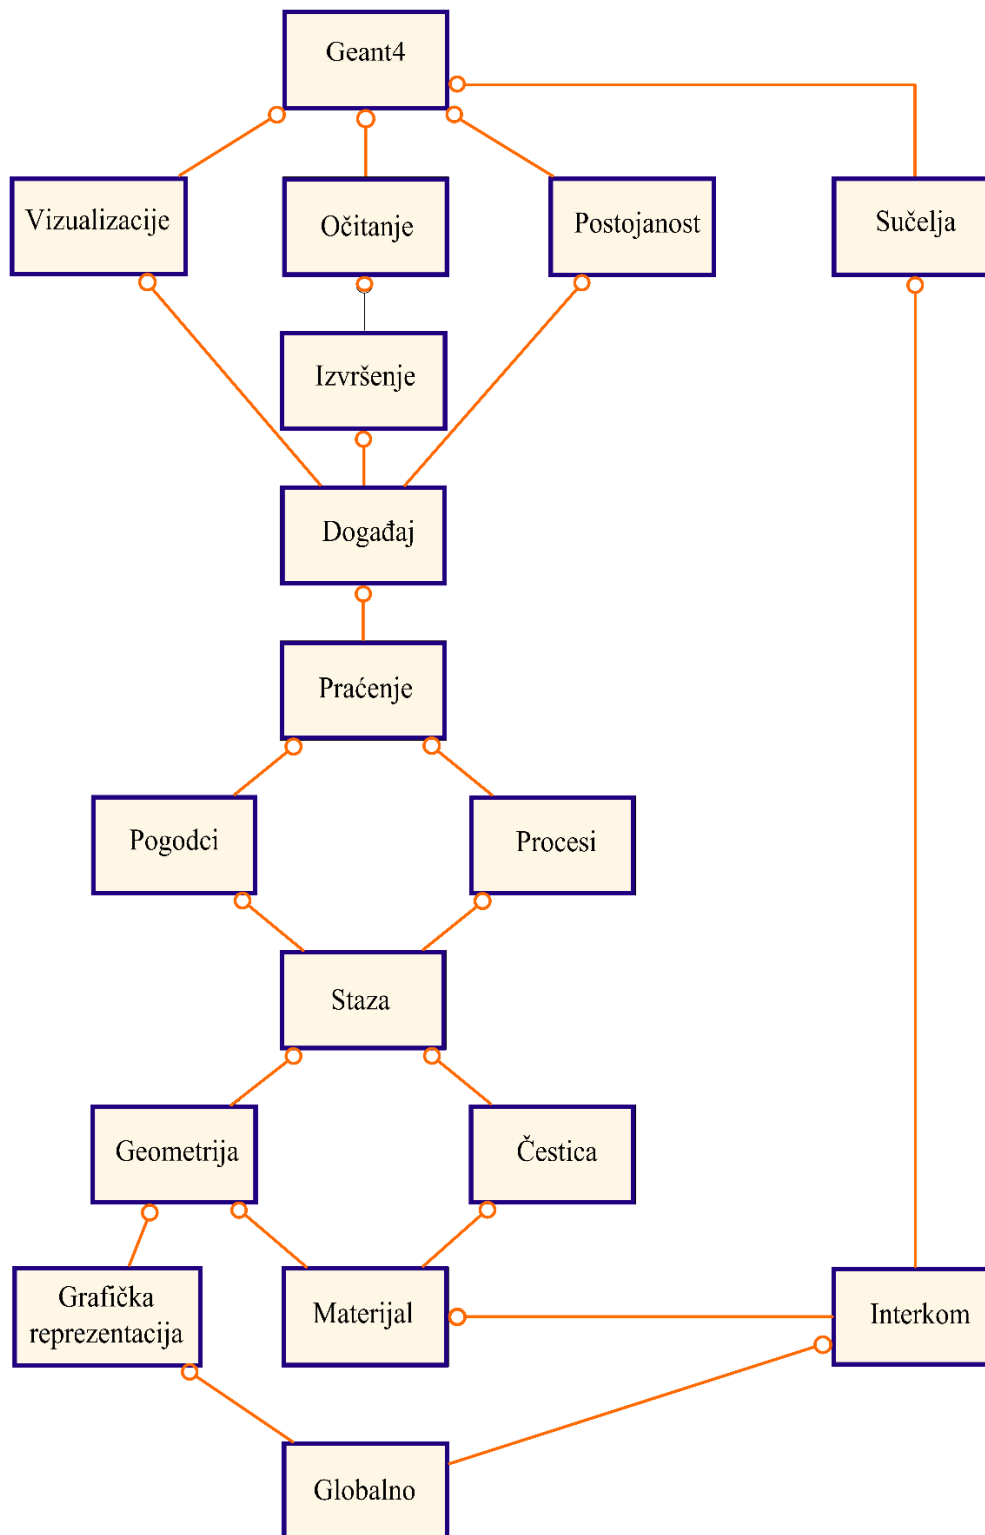 Geant4
Vizualizacije
Očitanje
Postojanost
Sučelja
Izvršenje
Događaj
Praćenje
Pogodci
Procesi
Staza
Geometrija
Čestica
Grafička
reprezentacija
Materijal
Interkom
Globalno